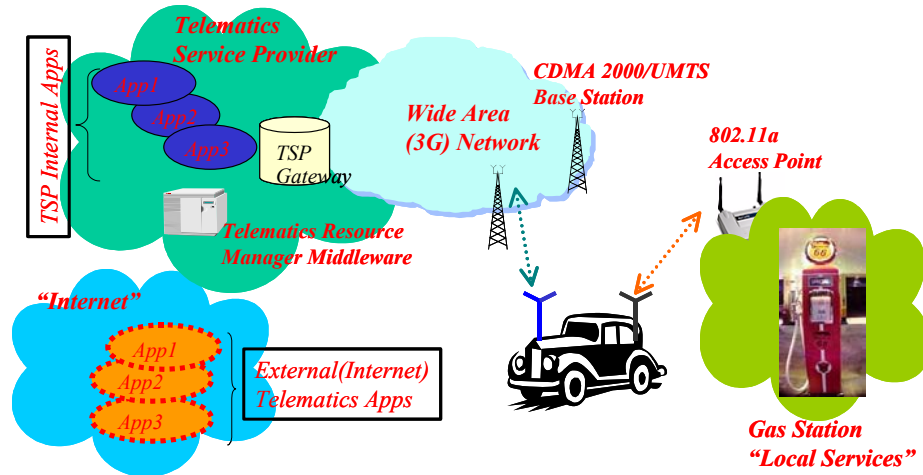 Telematics
Service Provider
TSP Internal Apps
App1
App2
App3
TSP
Gateway
Telematics Resource
Manager Middleware
Wide Area
(3G) Network
CDMA 2000/UMTS
Base Station
802.11a
Access Point
"Internet"
App1
App2
App3
External(Internet)
Telematics Apps
66
Gas Station
"Local Services"